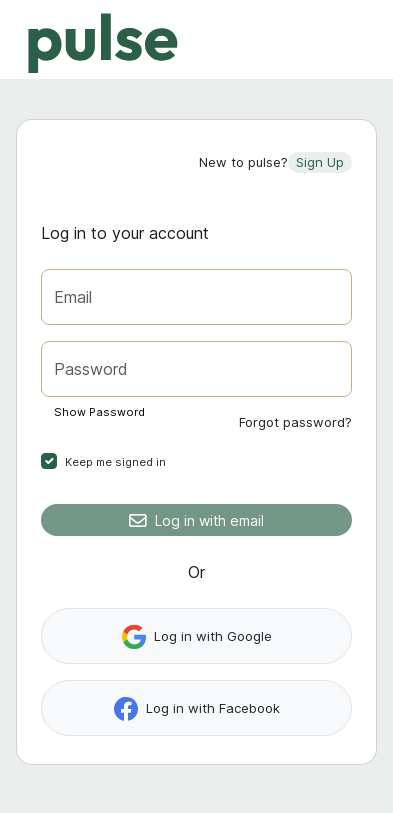 pulse
New to pulse? Sign Up
Log in to your account
Email
Password
Show Password
Forgot password?
Keep me signed in
Log in with email
Or
Log in with Google
Log in with Facebook